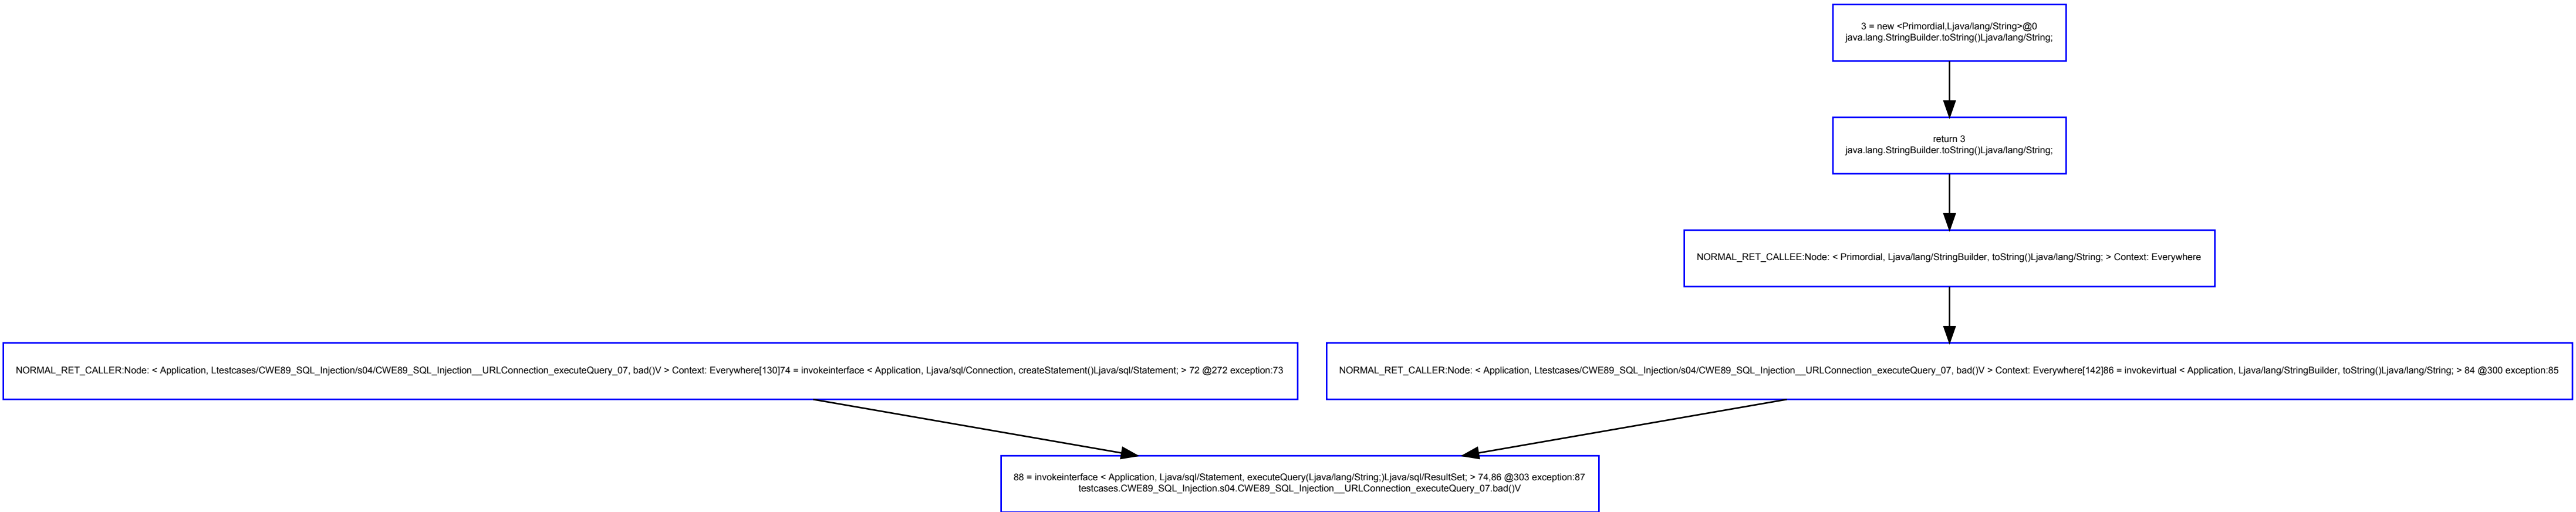 3 = new <Primordial,Ljava/lang/String>@0
java.lang.StringBuilder.toString()Ljava/lang/String;
return 3
java.lang.StringBuilder.toString()Ljava/lang/String;
NORMAL_RET_CALLEE:Node: < Primordial, Ljava/lang/StringBuilder, toString()Ljava/lang/String; > Context: Everywhere
NORMAL_RET_CALLER:Node: < Application, Ltestcases/CWE89_SQL_Injection/s04/CWE89_SQL_Injection__URLConnection_executeQuery_07, bad()V > Context: Everywhere[130]74 = invokeinterface < Application, Ljava/sql/Connection, createStatement()Ljava/sql/Statement; > 72 @272 exception:73
NORMAL_RET_CALLER:Node: < Application, Ltestcases/CWE89_SQL_Injection/s04/CWE89_SQL_Injection__URLConnection_executeQuery_07, bad()V > Context: Everywhere[142]86 = invokevirtual < Application, Ljava/lang/StringBuilder, toString()Ljava/lang/String; > 84 @300 exception:85
88 = invokeinterface < Application, Ljava/sql/Statement, executeQuery(Ljava/lang/String;)Ljava/sql/ResultSet; > 74,86 @303 exception:87
testcases.CWE89_SQL_Injection.s04.CWE89_SQL_Injection__URLConnection_executeQuery_07.bad()V